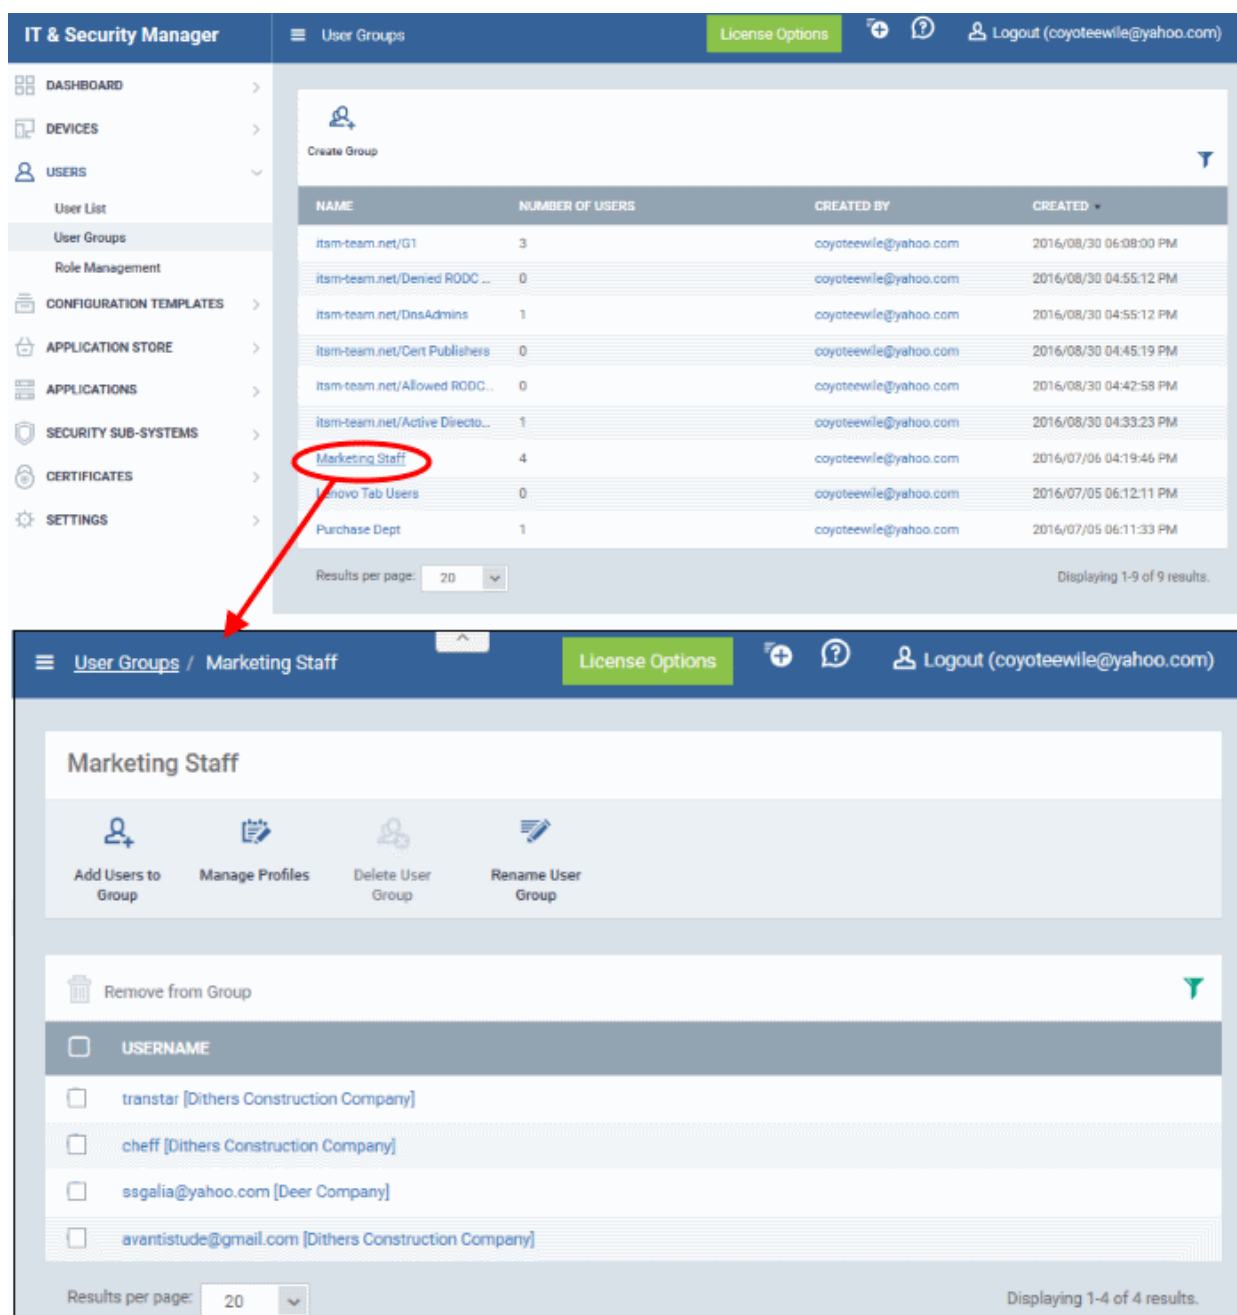 IT & Security Manager
User Groups
License Options
Logout (coyoteewile@yahoo.com)
DASHBOARD
DEVICES
USERS
User List
User Groups
Role Management
CONFIGURATION TEMPLATES
APPLICATION STORE
APPLICATIONS
SECURITY SUB-SYSTEMS
CERTIFICATES
SETTINGS
Create Group
NAME NUMBER OF USERS CREATED BY CREATED
itsm-team.net/G1 3 coyoteewile@yahoo.com 2016/08/30 06:08:00 PM
itsm-team.net/Denied RODC ... 0 coyoteewile@yahoo.com 2016/08/30 04:55:12 PM
itsm-team.net/DnsAdmins 1 coyoteewile@yahoo.com 2016/08/30 04:55:12 PM
itsm-team.net/Cert Publishers 0 coyoteewile@yahoo.com 2016/08/30 04:45:19 PM
itsm-team.net/Allowed RODC... 0 coyoteewile@yahoo.com 2016/08/30 04:42:58 PM
itsm-team.net/Active Directo... 1 coyoteewile@yahoo.com 2016/08/30 04:33:23 PM
Marketing Staff 4 coyoteewile@yahoo.com 2016/07/06 04:19:46 PM
Lenovo Tab Users 0 coyoteewile@yahoo.com 2016/07/05 06:12:11 PM
Purchase Dept 1 coyoteewile@yahoo.com 2016/07/05 06:11:33 PM
Results per page: 20 Displaying 1-9 of 9 results.
User Groups / Marketing Staff
License Options
Logout (coyoteewile@yahoo.com)
Marketing Staff
Add Users to Group
Manage Profiles
Delete User Group
Rename User Group
Remove from Group
USERNAME
transtar [Dithers Construction Company]
cheff [Dithers Construction Company]
ssgalia@yahoo.com [Deer Company]
avantistude@gmail.com [Dithers Construction Company]
Results per page: 20 Displaying 1-4 of 4 results.